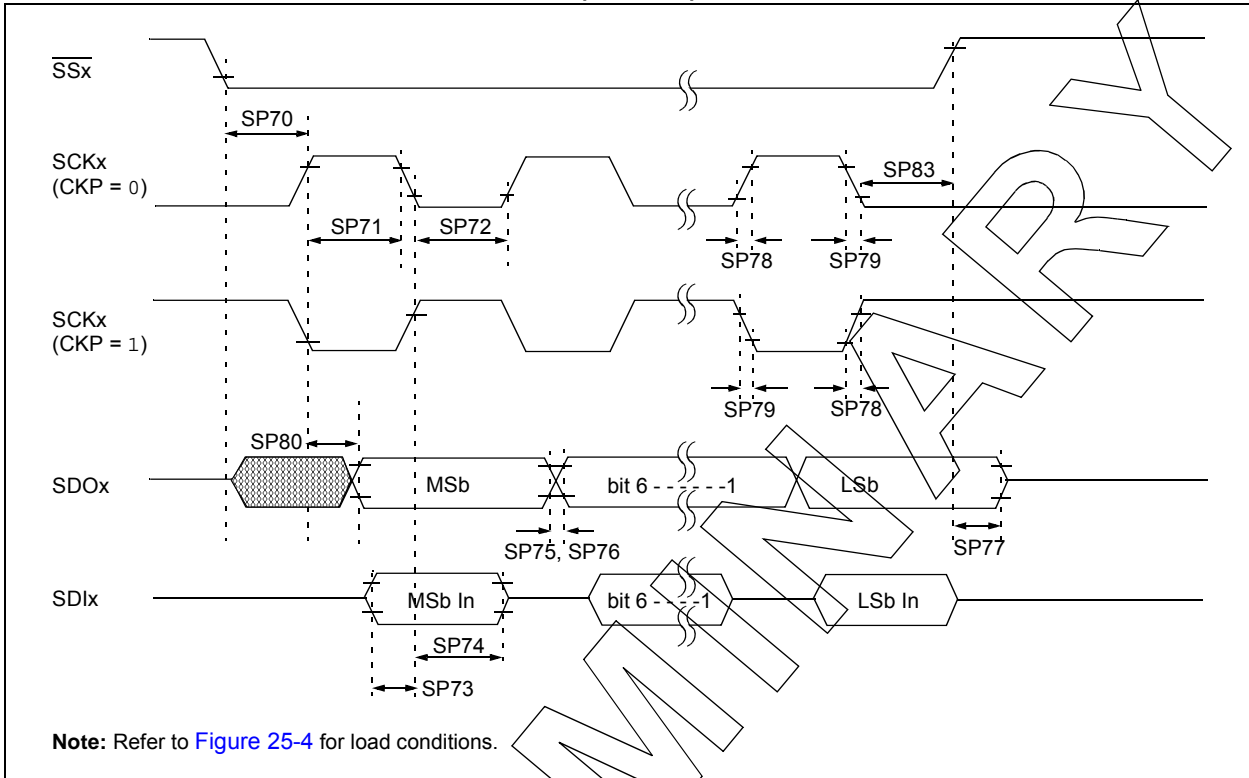 SSx
SP70
SCKx
(CKP = 0)
SP83
SP71
SP72
SP78
SP79
SCKx
(CKP = 1)
SP79
SP78
SP80
SDOx
MSb
bit 6 - - - - - -1
LSb
SP75, SP76
SP77
SDIx
MSb In
bit 6 - - - -1
LSb In
SP74
SP73
Note: Refer to Figure 25-4 for load conditions.
M I N A R Y